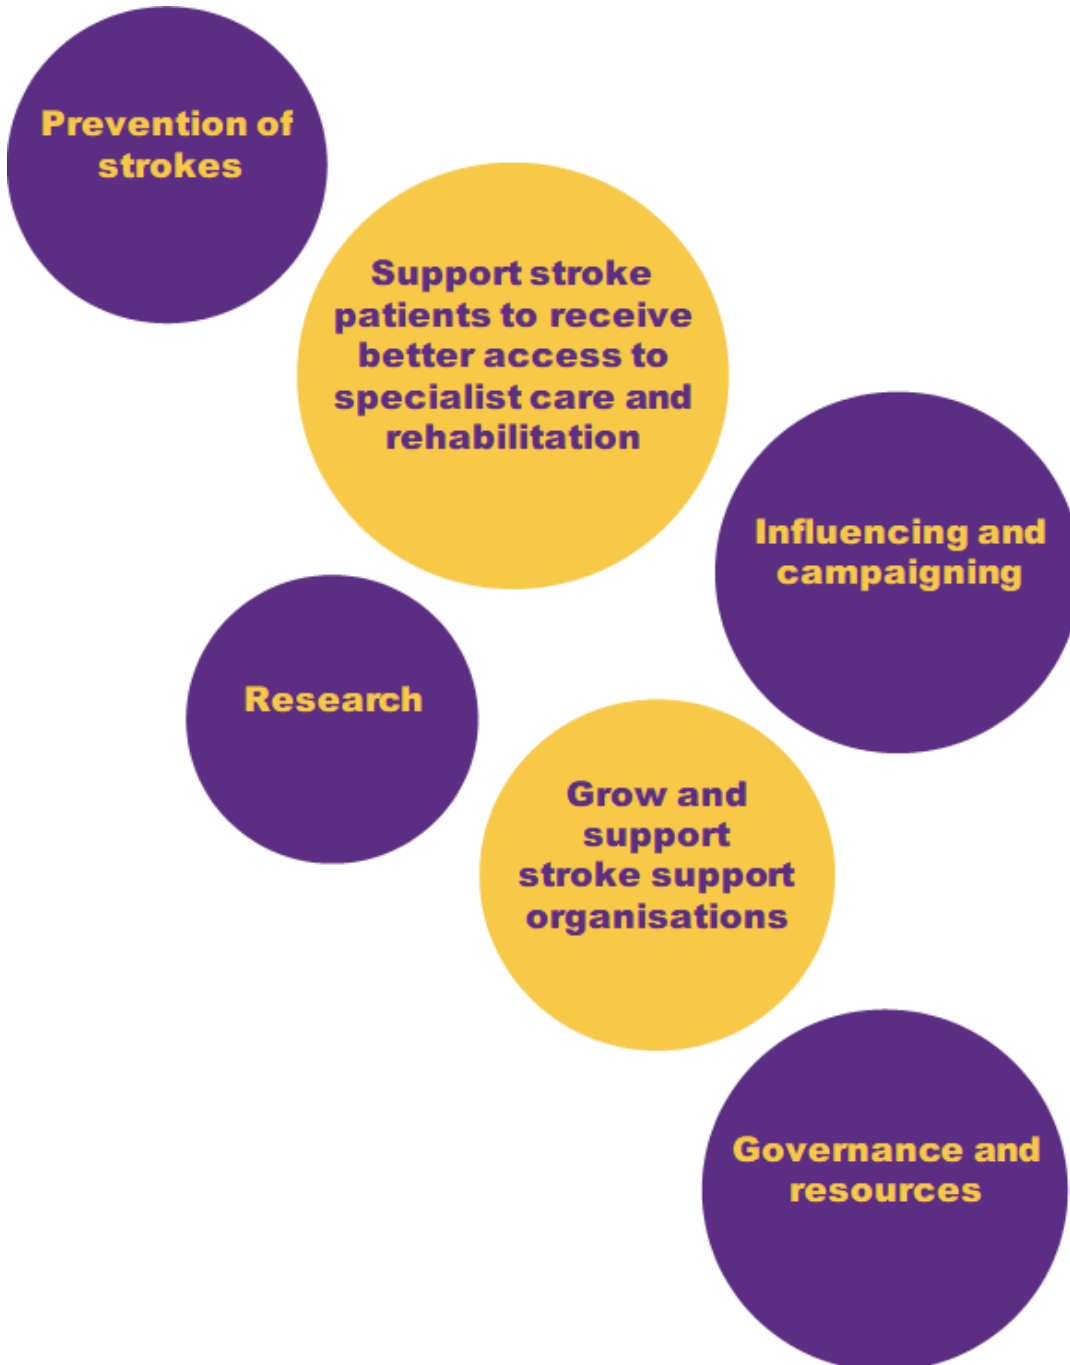 Prevention of
strokes
Support stroke
patients to receive
better access to
specialist care and
rehabilitation
Influencing and
campaigning
Research
Grow and
support
stroke support
organisations
Governance and
resources